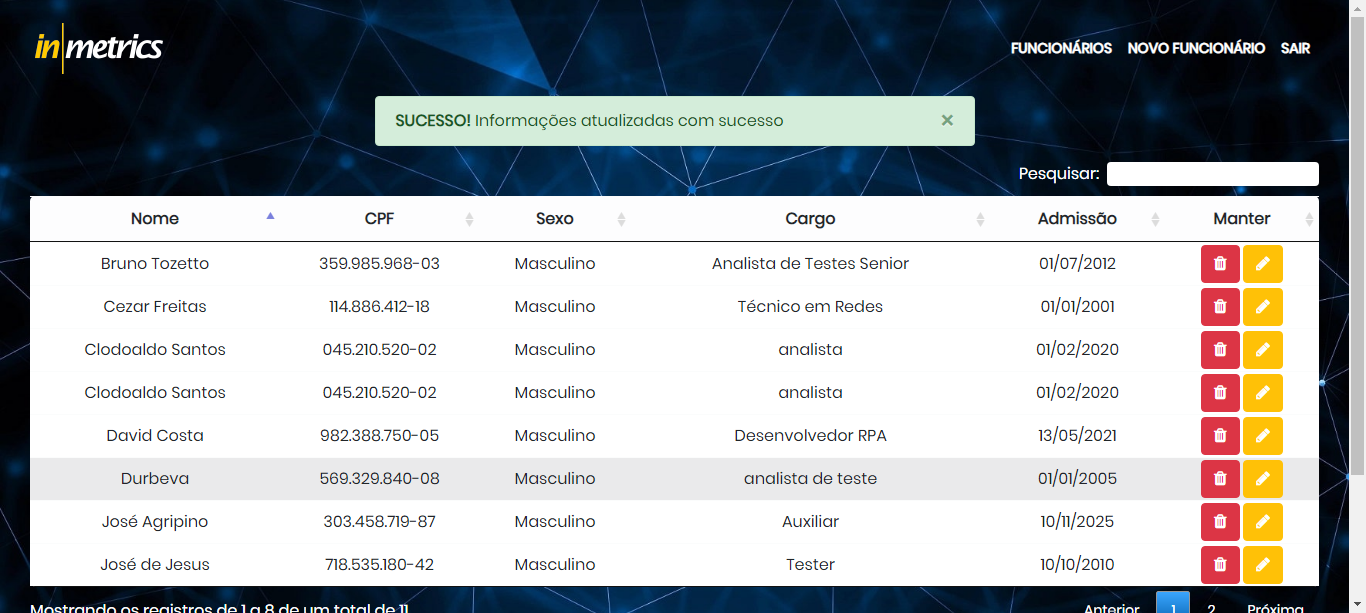 in|metrics
FUNCIONÁRIOS NOVO FUNCIONÁRIO SAIR
SUCESSO! Informações atualizadas com sucesso ×
Pesquisar:
Nome CPF Sexo Cargo Admissão Manter
Bruno Tozetto 359.985.968-03 Masculino Analista de Testes Senior 01/07/2012
Cezar Freitas 114.886.412-18 Masculino Técnico em Redes 01/01/2001
Clodoaldo Santos 045.210.520-02 Masculino analista 01/02/2020
Clodoaldo Santos 045.210.520-02 Masculino analista 01/02/2020
David Costa 982.388.750-05 Masculino Desenvolvedor RPA 13/05/2021
Durbeva 569.329.840-08 Masculino analista de teste 01/01/2005
José Agripino 303.458.719-87 Masculino Auxiliar 10/11/2025
José de Jesus 718.535.180-42 Masculino Tester 10/10/2010
Mostrando os registros de 1 a 8 de um total de 11 Anterior 1 2 Próxima